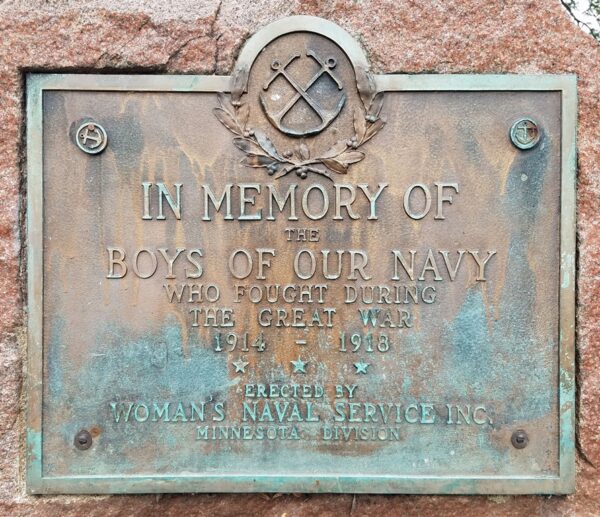 IN MEMORY OF
THE
BOYS OF OUR NAVY
WHO FOUGHT DURING
THE GREAT WAR
1914 - 1918
ERECTED BY
WOMAN'S NAVAL SERVICE INC.
MINNESOTA DIVISION